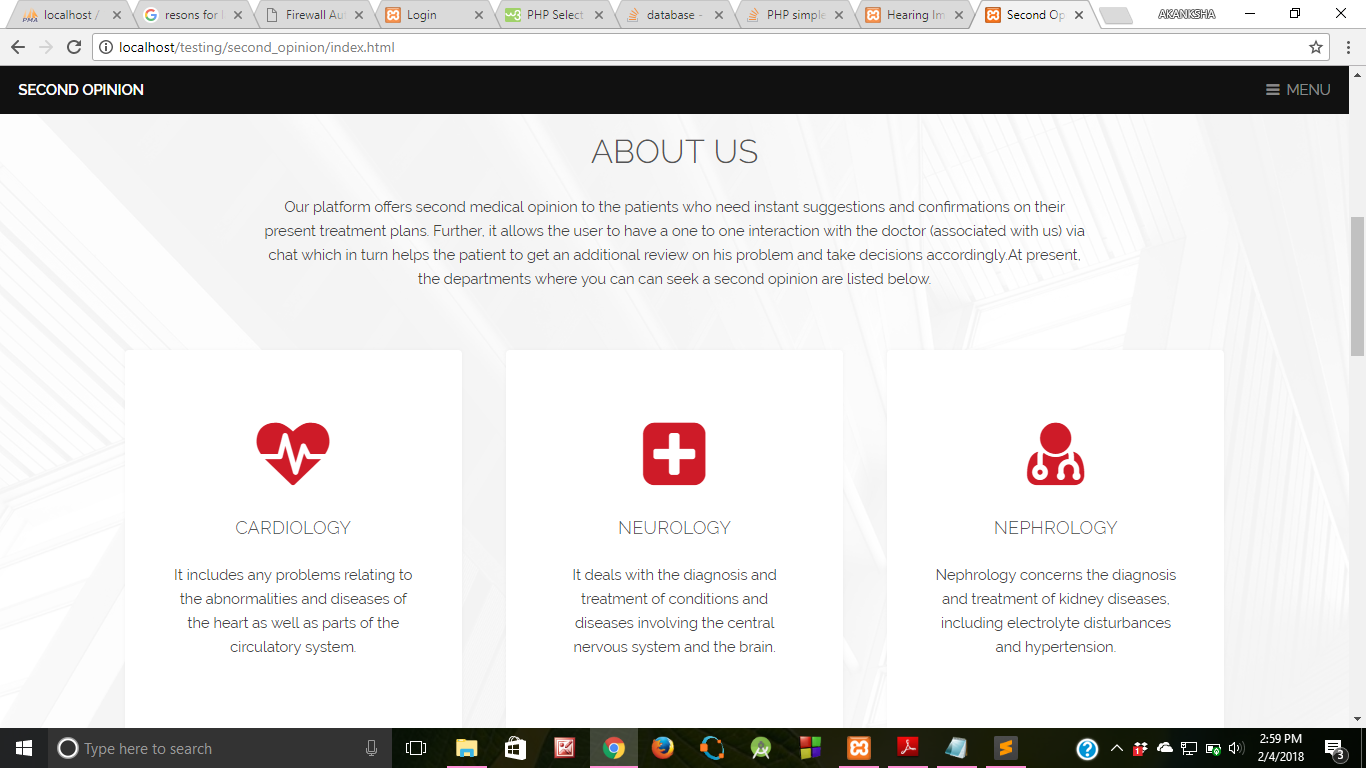 localhost /
resons for
Firewall Aut
Login
PHP Select
database -
PHP simple
Hearing Im
Second Op
AKANKSHA
localhost/testing/second_opinion/index.html
SECOND OPINION
MENU
ABOUT US
Our platform offers second medical opinion to the patients who need instant suggestions and confirmations on their
present treatment plans. Further, it allows the user to have a one to one interaction with the doctor (associated with us) via
chat which in turn helps the patient to get an additional review on his problem and take decisions accordingly.At present,
the departments where you can can seek a second opinion are listed below.
CARDIOLOGY
It includes any problems relating to
the abnormalities and diseases of
the heart as well as parts of the
circulatory system.
NEUROLOGY
It deals with the diagnosis and
treatment of conditions and
diseases involving the central
nervous system and the brain.
NEPHROLOGY
Nephrology concerns the diagnosis
and treatment of kidney diseases,
including electrolyte disturbances
and hypertension.
Type here to search
2:59 PM
2/4/2018
3